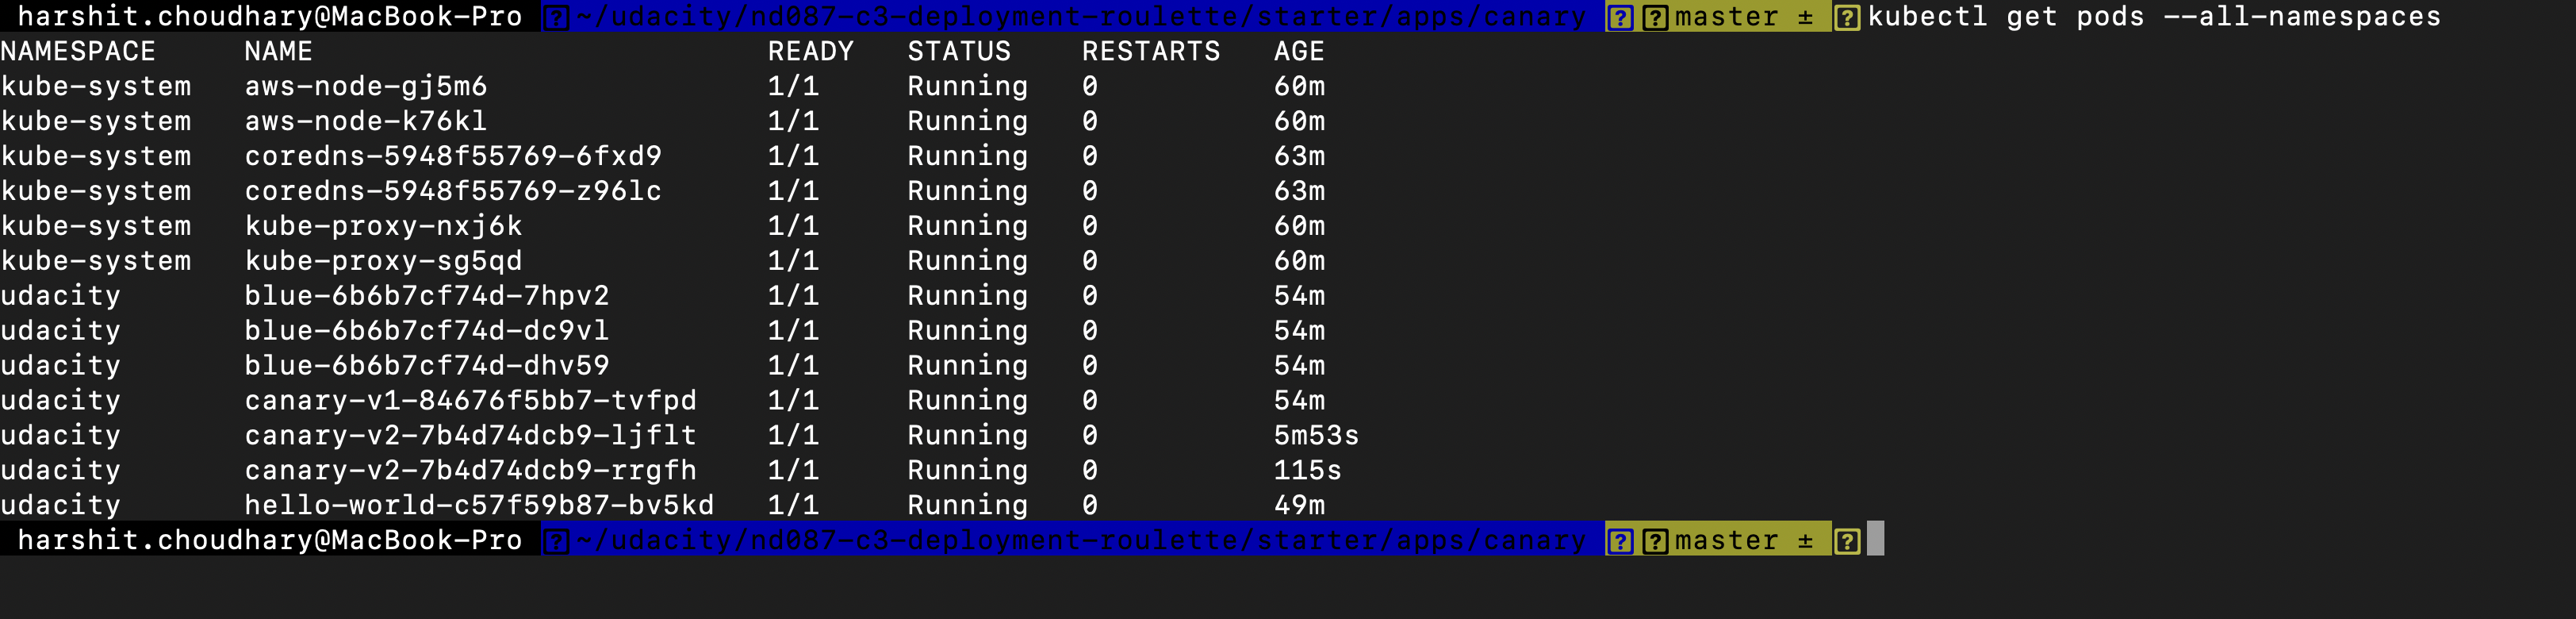 harshit.choudhary@MacBook-Pro ? ~/udacity/nd087-c3-deployment-roulette/starter/apps/canary ? ? master ± ? kubectl get pods --all-namespaces
NAMESPACE NAME READY STATUS RESTARTS AGE
kube-system aws-node-gj5m6 1/1 Running 0 60m
kube-system aws-node-k76kl 1/1 Running 0 60m
kube-system coredns-5948f55769-6fxd9 1/1 Running 0 63m
kube-system coredns-5948f55769-z96lc 1/1 Running 0 63m
kube-system kube-proxy-nxj6k 1/1 Running 0 60m
kube-system kube-proxy-sg5qd 1/1 Running 0 60m
udacity blue-6b6b7cf74d-7hpv2 1/1 Running 0 54m
udacity blue-6b6b7cf74d-dc9vl 1/1 Running 0 54m
udacity blue-6b6b7cf74d-dhv59 1/1 Running 0 54m
udacity canary-v1-84676f5bb7-tvfpd 1/1 Running 0 54m
udacity canary-v2-7b4d74dcb9-ljflt 1/1 Running 0 5m53s
udacity canary-v2-7b4d74dcb9-rrgfh 1/1 Running 0 115s
udacity hello-world-c57f59b87-bv5kd 1/1 Running 0 49m
harshit.choudhary@MacBook-Pro ? ~/udacity/nd087-c3-deployment-roulette/starter/apps/canary ? ? master ± ?